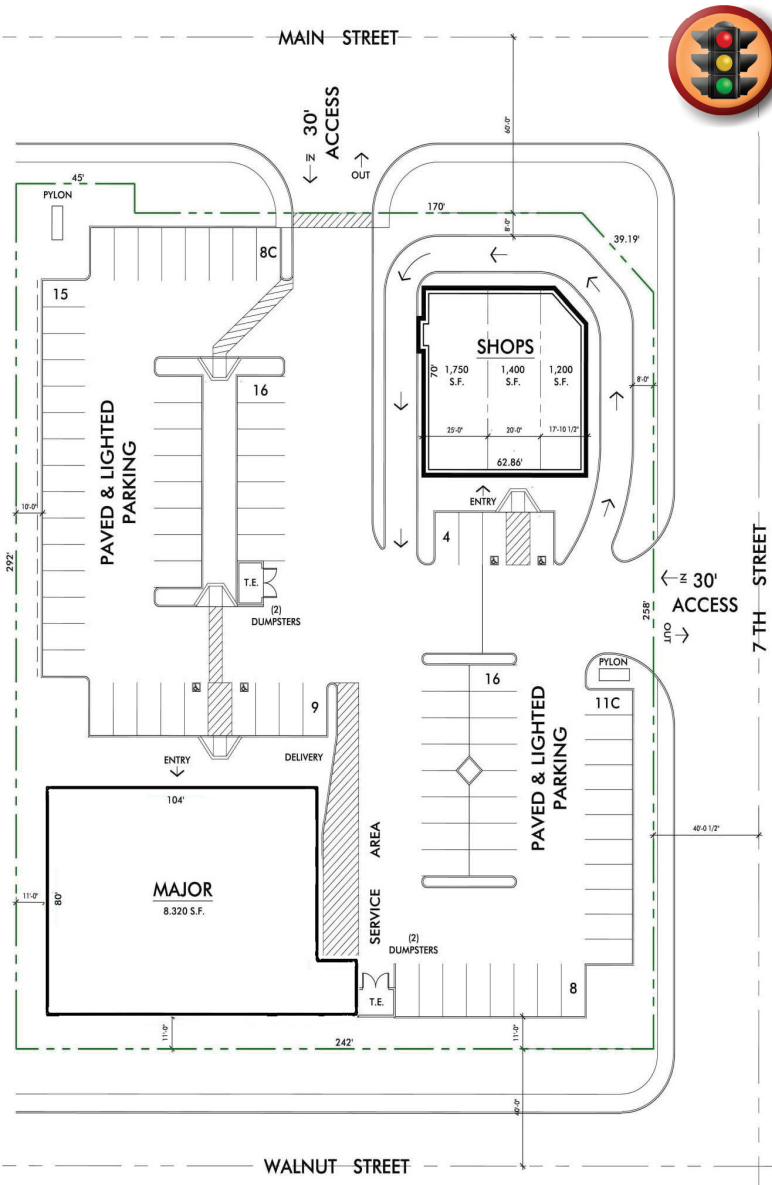 MAIN STREET
60'-0"
30'
ACCESS
IN
OUT
45'
PYLON
170'
8'-0"
39.19'
8C
15
SHOPS
70'
1,750
S.F.
1,400
S.F.
1,200
S.F.
8'-0"
16
25'-0"
20'-0"
17'-10 1/2"
62.86'
PAVED & LIGHTED
PARKING
ENTRY
10'-0"
4
292'
T.E.
(2)
DUMPSTERS
IN
30'
ACCESS
OUT
258'
7 TH STREET
PYLON
16
11C
9
PAVED & LIGHTED
PARKING
ENTRY
DELIVERY
104'
40'-0 1/2"
SERVICE AREA
MAJOR
8.320 S.F.
80'
11'-0"
(2)
DUMPSTERS
T.E.
8
11'-0"
242'
11'-0"
40'-0"
WALNUT STREET